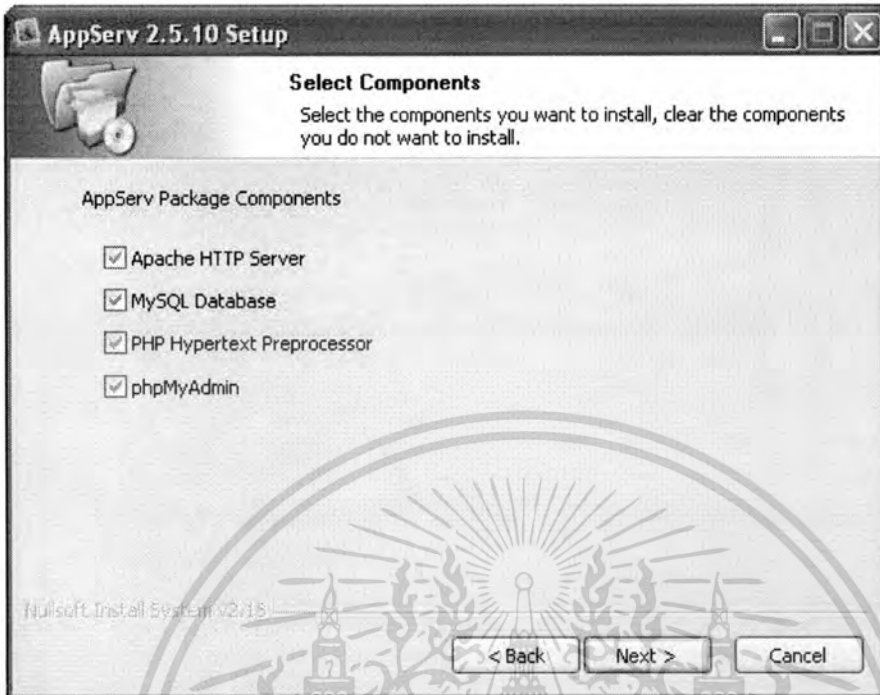 AppServ 2.5.10 Setup
Select Components
Select the components you want to install, clear the components
you do not want to install.
AppServ Package Components
Apache HTTP Server
MySQL Database
PHP Hypertext Preprocessor
phpMyAdmin
Nullsoft Install System v2.18
< Back
Next >
Cancel